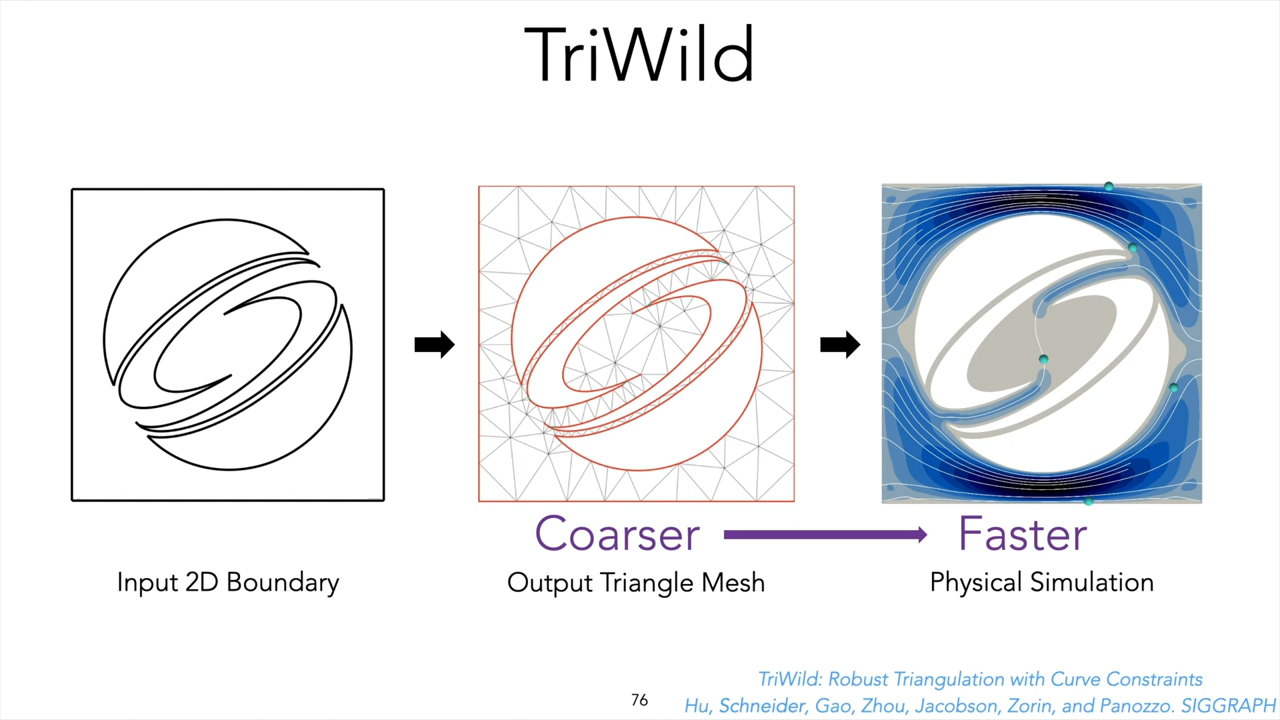 TriWild
Coarser
Faster
Input 2D Boundary
Output Triangle Mesh
Physical Simulation
TriWild: Robust Triangulation with Curve Constraints
76
Hu, Schneider, Gao, Zhou, Jacobson, Zorin, and Panozzo. SIGGRAPH